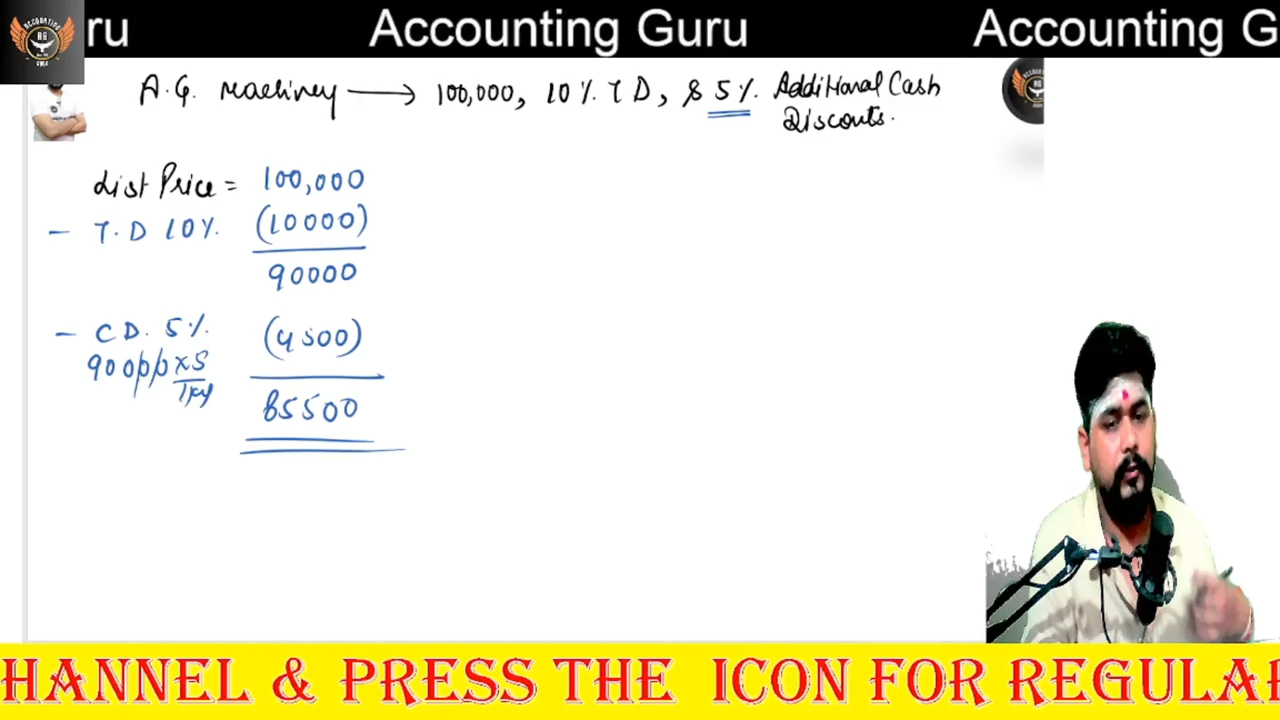 ru
Accounting Guru
Accounting G
A.G. Machinery → 100,000, 10% T D, & 5% Additional Cash
Discounts.
List Price = 100,000
- T.D 10% (10000)
90000
- C D. 5% (4500)
90000 x 5
100
85500
HANNEL & PRESS THE ICON FOR REGULAR